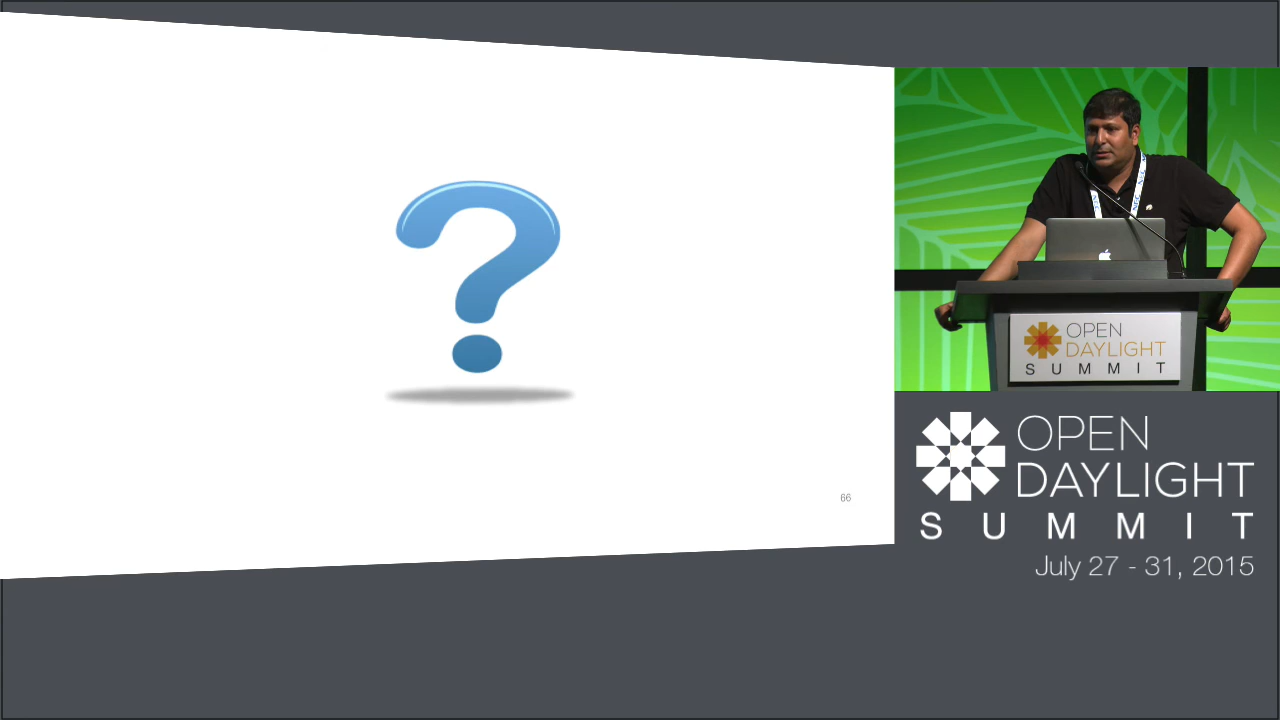 ?
66
OPEN
DAYLIGHT
SUMMIT
OPEN
DAYLIGHT
SUMMIT
July 27 - 31, 2015